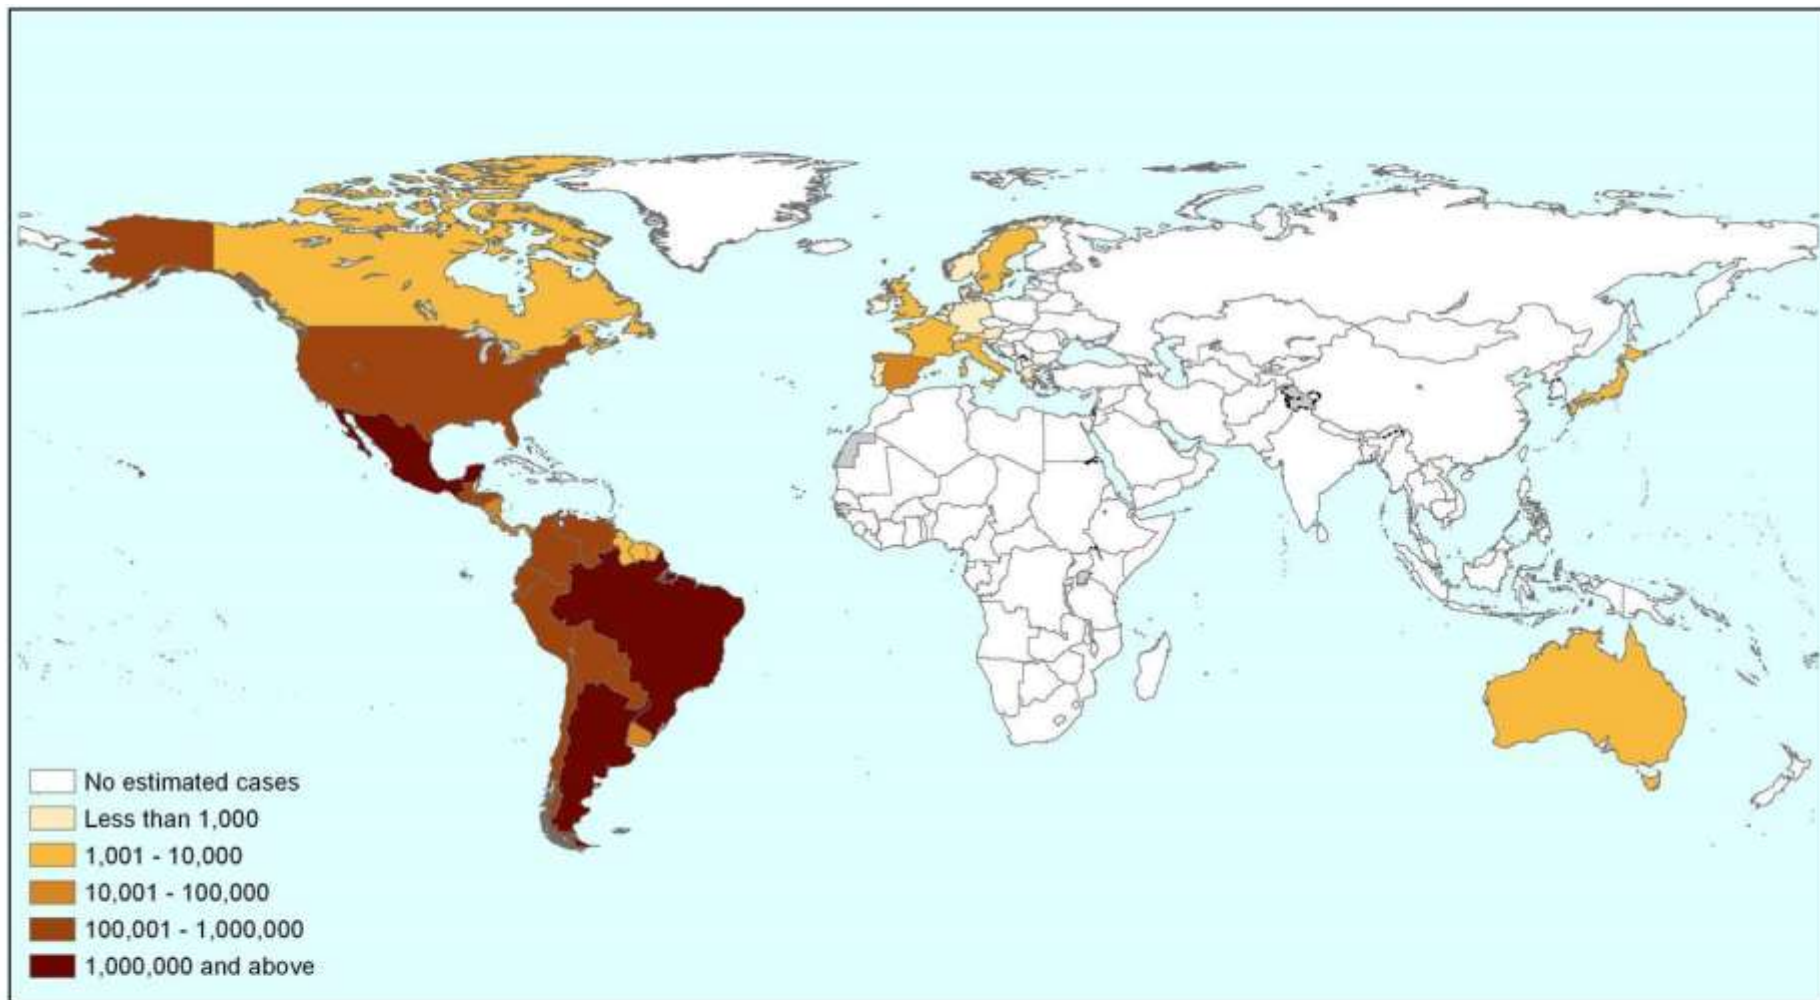 No estimated cases
Less than 1,000
1,001 - 10,000
10,001 - 100,000
100,001 - 1,000,000
1,000,000 and above